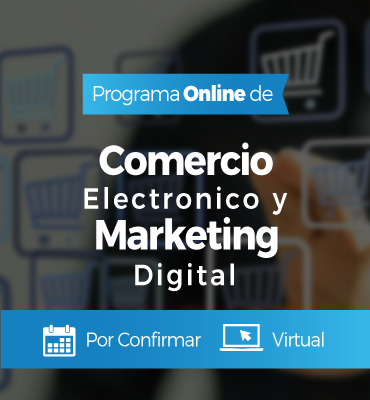 Programa Online de
Comercio
Electronico y
Marketing
Digital
Por Confirmar Virtual